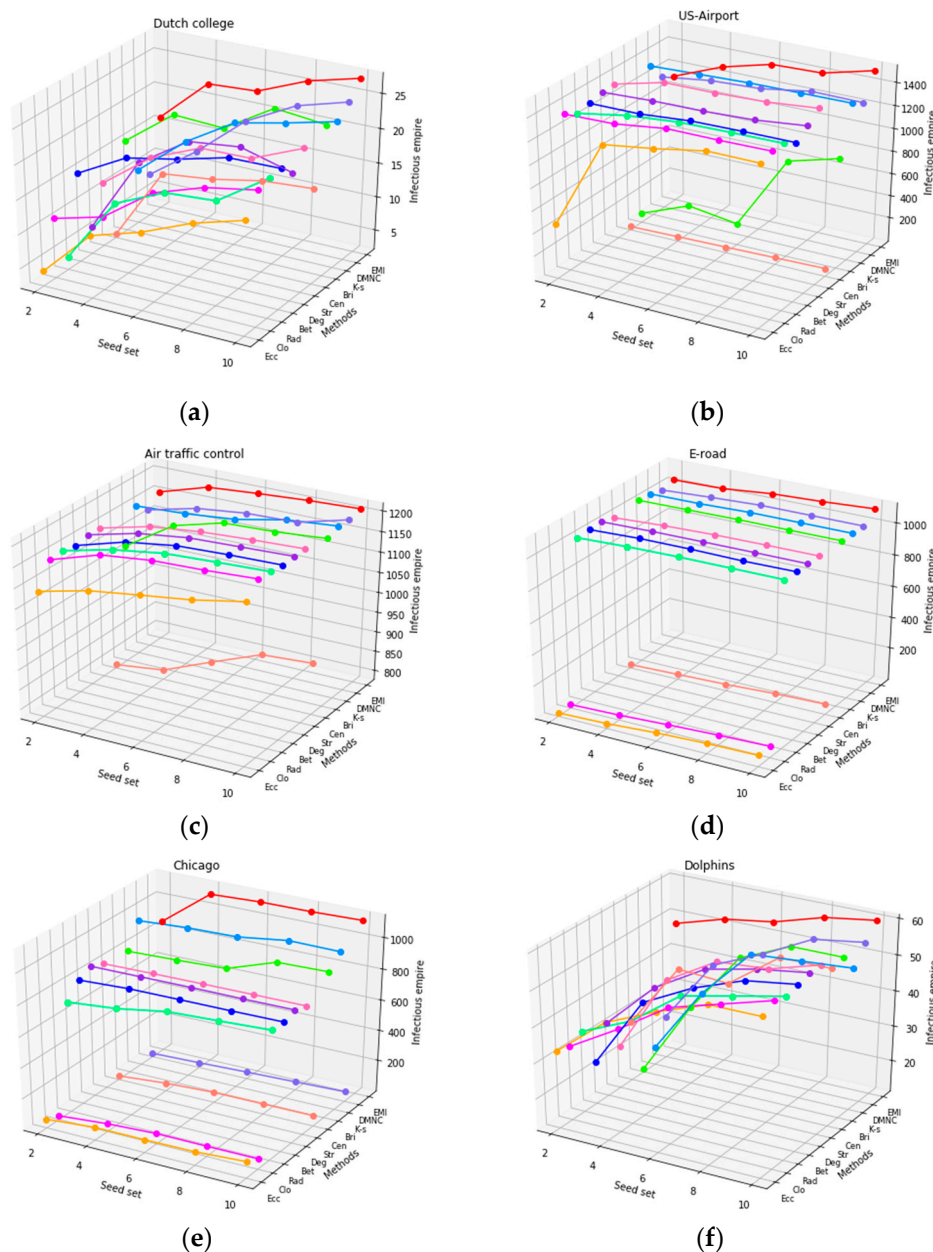 Dutch college
25
20
15
10
5
Infectious empire
2
4
6
8
10
Seed set
Ecc
Clo
Rad
Bet
Deg
Str
Cen
Bri
K-s
DMNC
EMI
Methods
(a)
US-Airport
1400
1200
1000
800
600
400
200
Infectious empire
2
4
6
8
10
Seed set
Ecc
Clo
Rad
Bet
Deg
Str
Cen
Bri
K-s
DMNC
EMI
Methods
(b)
Air traffic control
1200
1150
1100
1050
1000
950
900
850
800
Infectious empire
2
4
6
8
10
Seed set
Ecc
Clo
Rad
Bet
Deg
Str
Cen
Bri
K-s
DMNC
EMI
Methods
(c)
E-road
1000
800
600
400
200
Infectious empire
2
4
6
8
10
Seed set
Ecc
Clo
Rad
Bet
Deg
Str
Cen
Bri
K-s
DMNC
EMI
Methods
(d)
Chicago
1000
800
600
400
200
Infectious empire
2
4
6
8
10
Seed set
Ecc
Clo
Rad
Bet
Deg
Str
Cen
Bri
K-s
DMNC
EMI
Methods
(e)
Dolphins
60
50
40
30
20
Infectious empire
2
4
6
8
10
Seed set
Ecc
Clo
Rad
Bet
Deg
Str
Cen
Bri
K-s
DMNC
EMI
Methods
(f)